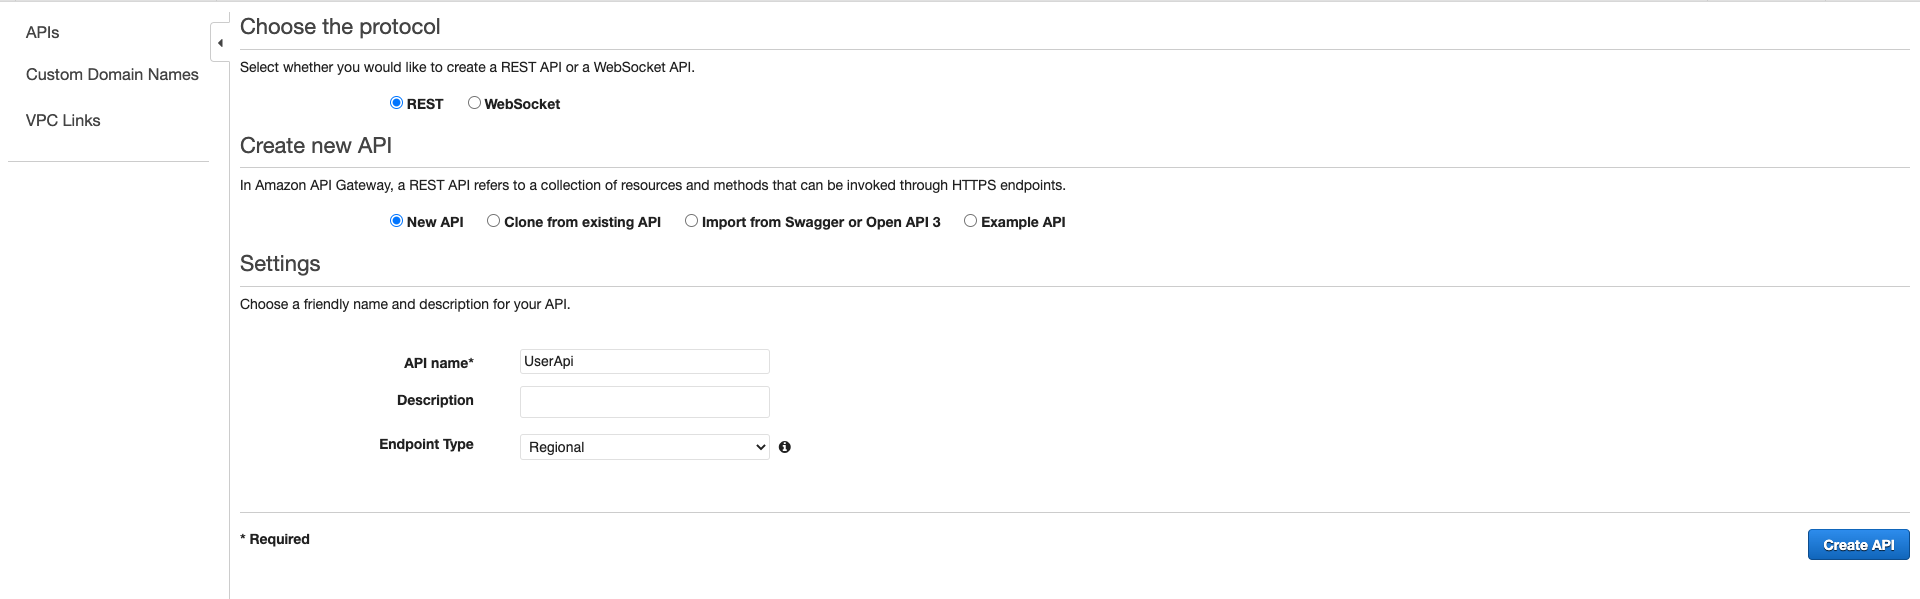 APIs
Custom Domain Names
VPC Links
Choose the protocol
Select whether you would like to create a REST API or a WebSocket API.
REST WebSocket
Create new API
In Amazon API Gateway, a REST API refers to a collection of resources and methods that can be invoked through HTTPS endpoints.
New API Clone from existing API Import from Swagger or Open API 3 Example API
Settings
Choose a friendly name and description for your API.
API name* UserApi
Description
Endpoint Type Regional
* Required
Create API